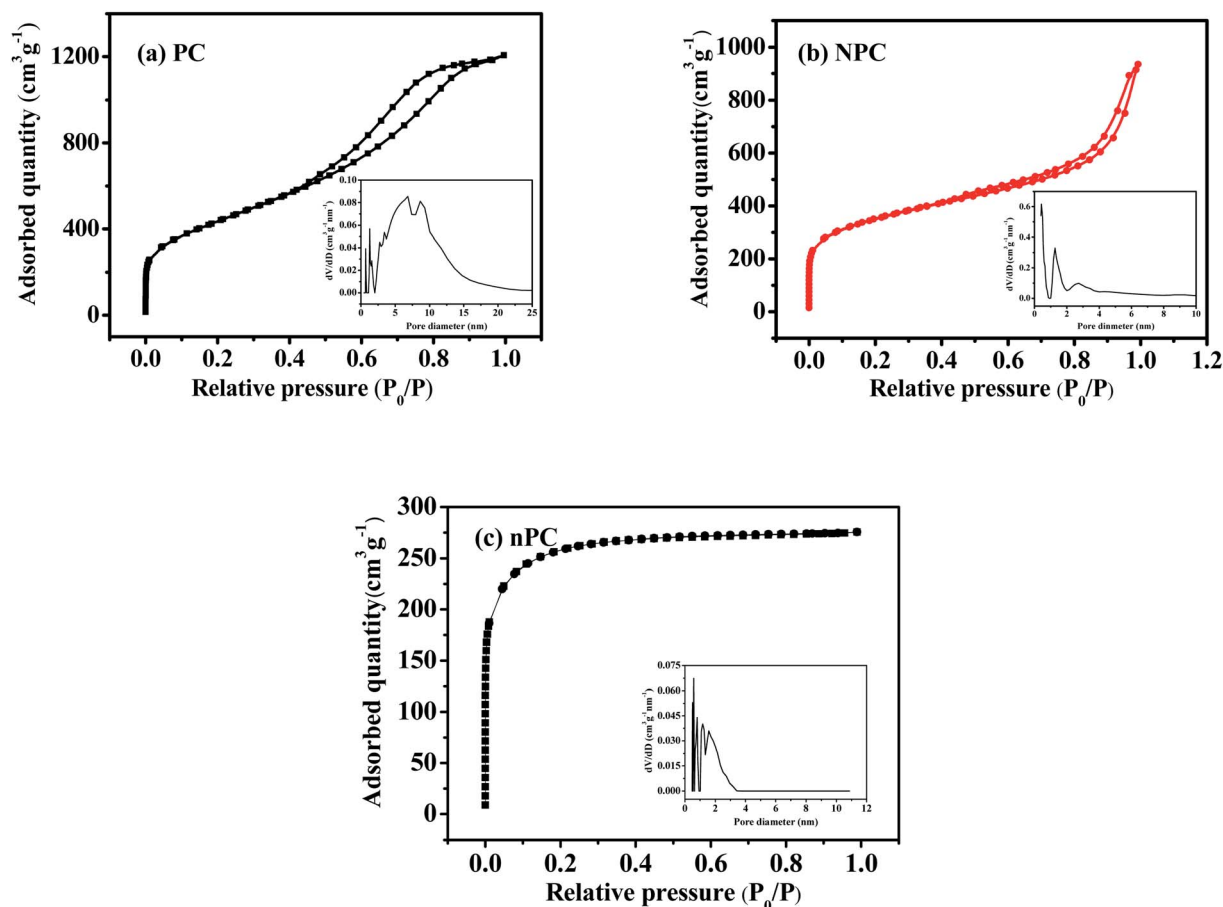 (a) PC
Adsorbed quantity (cm³g⁻¹)
1200
800
400
0
0.0 0.2 0.4 0.6 0.8 1.0
Relative pressure (P₀/P)
dV/dD (cm³g⁻¹nm⁻¹)
0.10
0.08
0.06
0.04
0.02
0.00
0 5 10 15 20 25
Pore diameter (nm)
(b) NPC
Adsorbed quantity(cm³g⁻¹)
1000
800
600
400
200
0
0.0 0.2 0.4 0.6 0.8 1.0 1.2
Relative pressure (P₀/P)
dV/dD (cm³g⁻¹nm⁻¹)
0.6
0.4
0.2
0.0
0 2 4 6 8 10
Pore dinmeter (nm)
(c) nPC
Adsorbed quantity(cm³g⁻¹)
300
250
200
150
100
50
0
0.0 0.2 0.4 0.6 0.8 1.0
Relative pressure (P₀/P)
dV/dD (cm³g⁻¹nm⁻¹)
0.075
0.060
0.045
0.030
0.015
0.000
0 2 4 6 8 10 12
Pore diameter (nm)